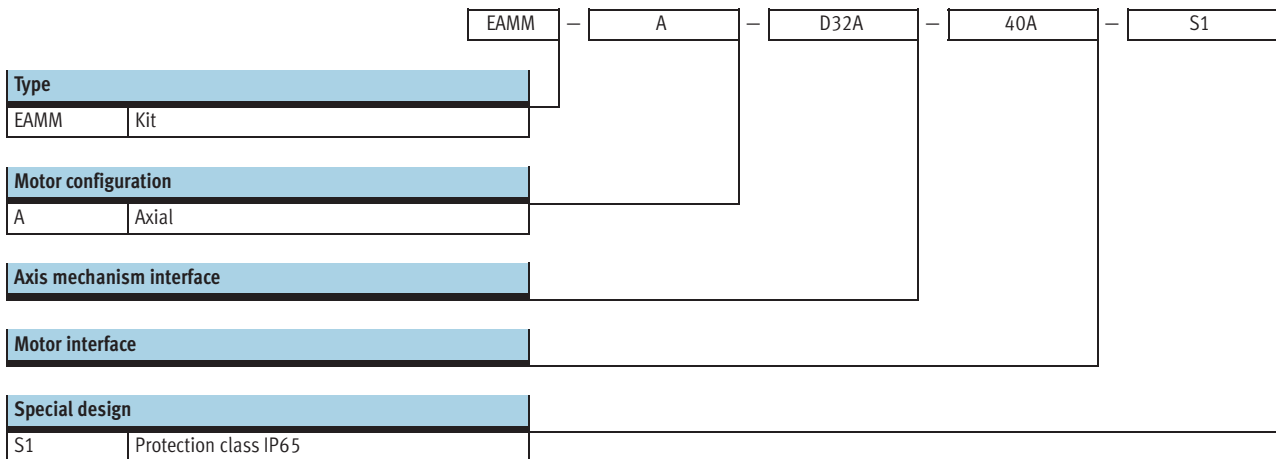 EAMM – A – D32A – 40A – S1
Type
EAMM Kit
Motor configuration
A Axial
Axis mechanism interface
Motor interface
Special design
S1 Protection class IP65